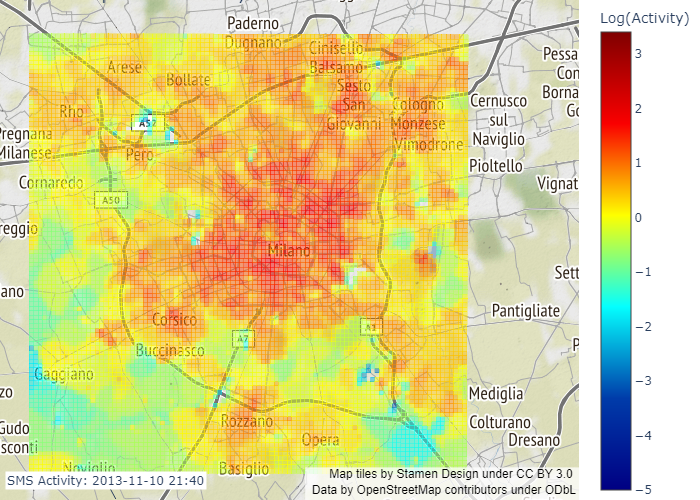 Log(Activity)
3
2
1
0
−1
−2
−3
−4
−5
Paderno
Dugnano
Cinisello
Balsamo
Arese
Bollate
Sesto
San
Giovanni
Pessa
Con
Borna
Go
Rho
A52
Cologno
Monzese
Cernusco
sul
Naviglio
Pregnana
Milanese
Pero
Vimodrone
Pioltello
Cornaredo
A50
Vignat
reggio
Milano
Sett
ano
Corsico
Pantigliate
A7
A1
Buccinasco
Gaggiano
zo
Mediglia
Rozzano
Colturano
Gudo
sconti
Opera
Dresano
Noviglio
Basiglio
SMS Activity: 2013-11-10 21:40
Map tiles by Stamen Design under CC BY 3.0
Data by OpenStreetMap contributors under ODbL